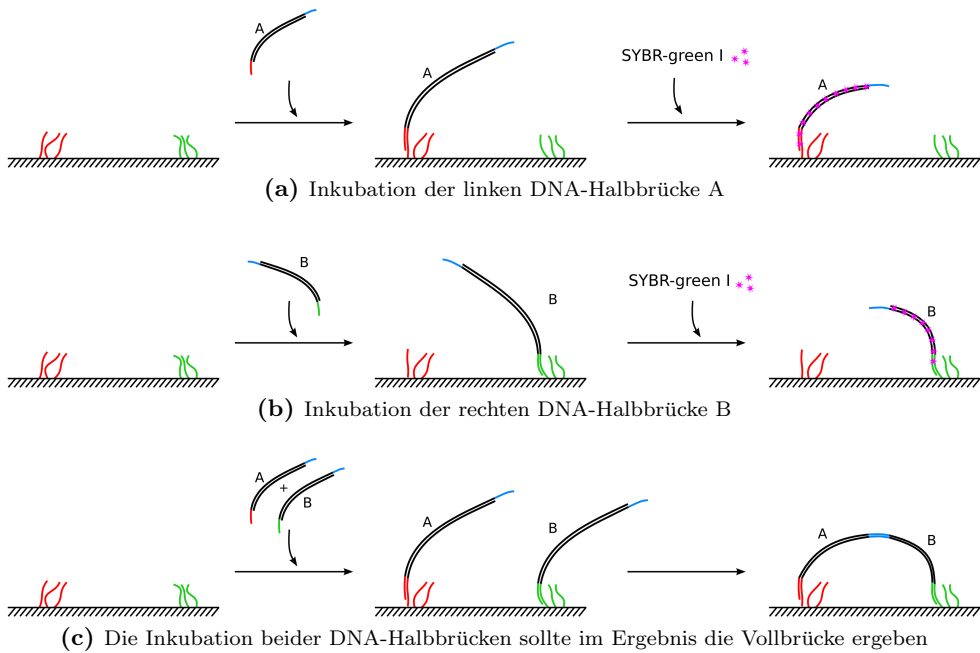 A
A
SYBR-green I
A
(a) Inkubation der linken DNA-Halbbrücke A
B
B
SYBR-green I
B
(b) Inkubation der rechten DNA-Halbbrücke B
A
+
B
A
B
A
B
(c) Die Inkubation beider DNA-Halbbrücken sollte im Ergebnis die Vollbrücke ergeben